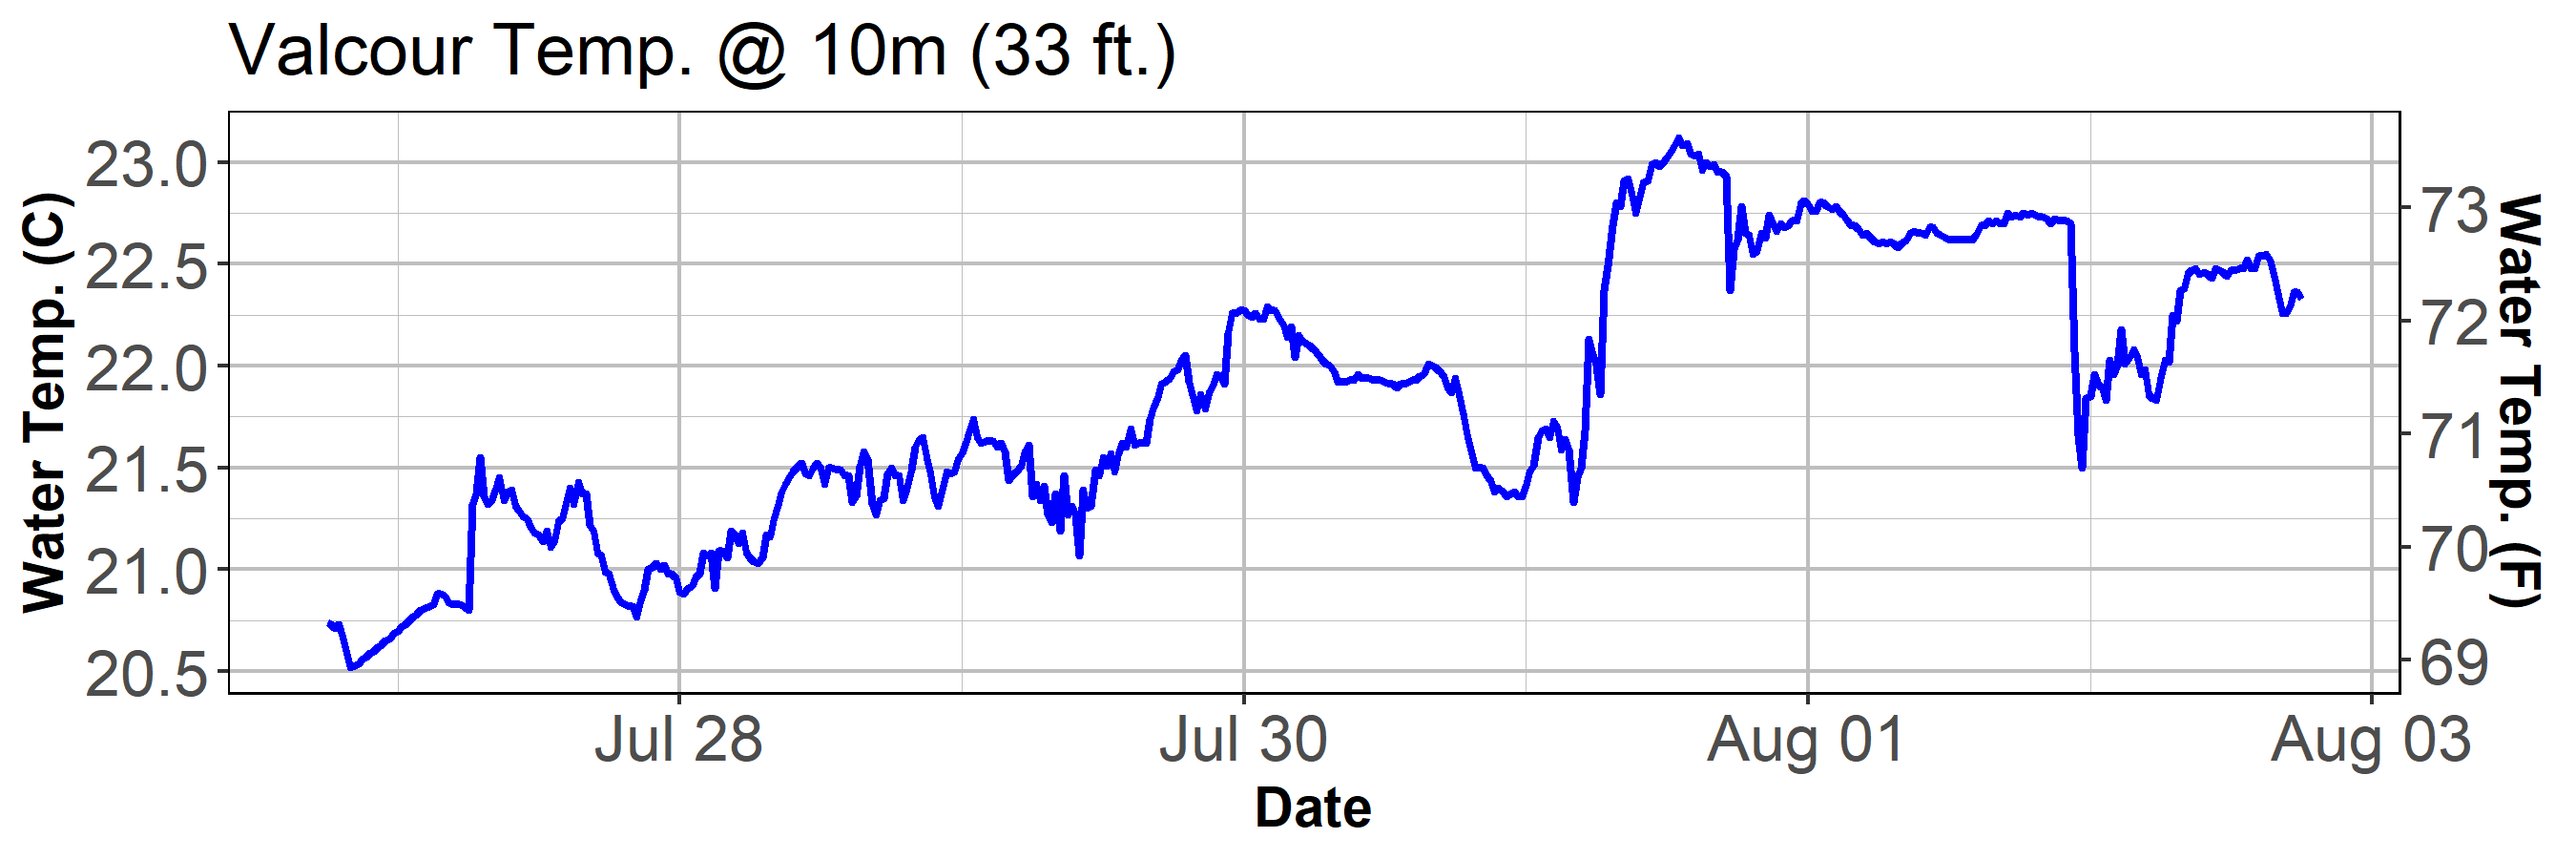 Valcour Temp. @ 10m (33 ft.)
Water Temp. (C)
23.0
22.5
22.0
21.5
21.0
20.5
73
72
71
70
69
Water Temp. (F)
Jul 28
Jul 30
Aug 01
Aug 03
Date